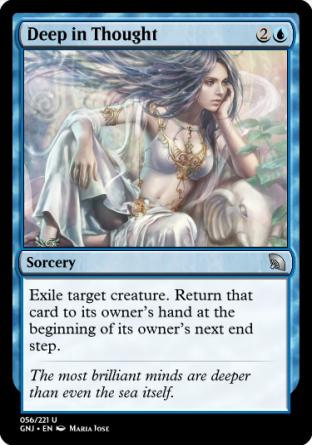 Deep in Thought 2
Sorcery
Exile target creature. Return that
card to its owner's hand at the
beginning of its owner's next end
step.
The most brilliant minds are deeper
than even the sea itself.
056/221 U
GNJ • EN Maria Jose